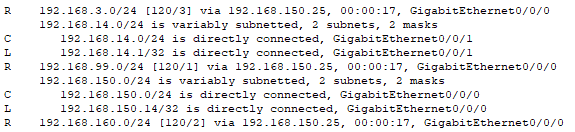 R 192.168.3.0/24 [120/3] via 192.168.150.25, 00:00:17, GigabitEthernet0/0/0
192.168.14.0/24 is variably subnetted, 2 subnets, 2 masks
C 192.168.14.0/24 is directly connected, GigabitEthernet0/0/1
L 192.168.14.1/32 is directly connected, GigabitEthernet0/0/1
R 192.168.99.0/24 [120/1] via 192.168.150.25, 00:00:17, GigabitEthernet0/0/0
192.168.150.0/24 is variably subnetted, 2 subnets, 2 masks
C 192.168.150.0/24 is directly connected, GigabitEthernet0/0/0
L 192.168.150.14/32 is directly connected, GigabitEthernet0/0/0
R 192.168.160.0/24 [120/2] via 192.168.150.25, 00:00:17, GigabitEthernet0/0/0